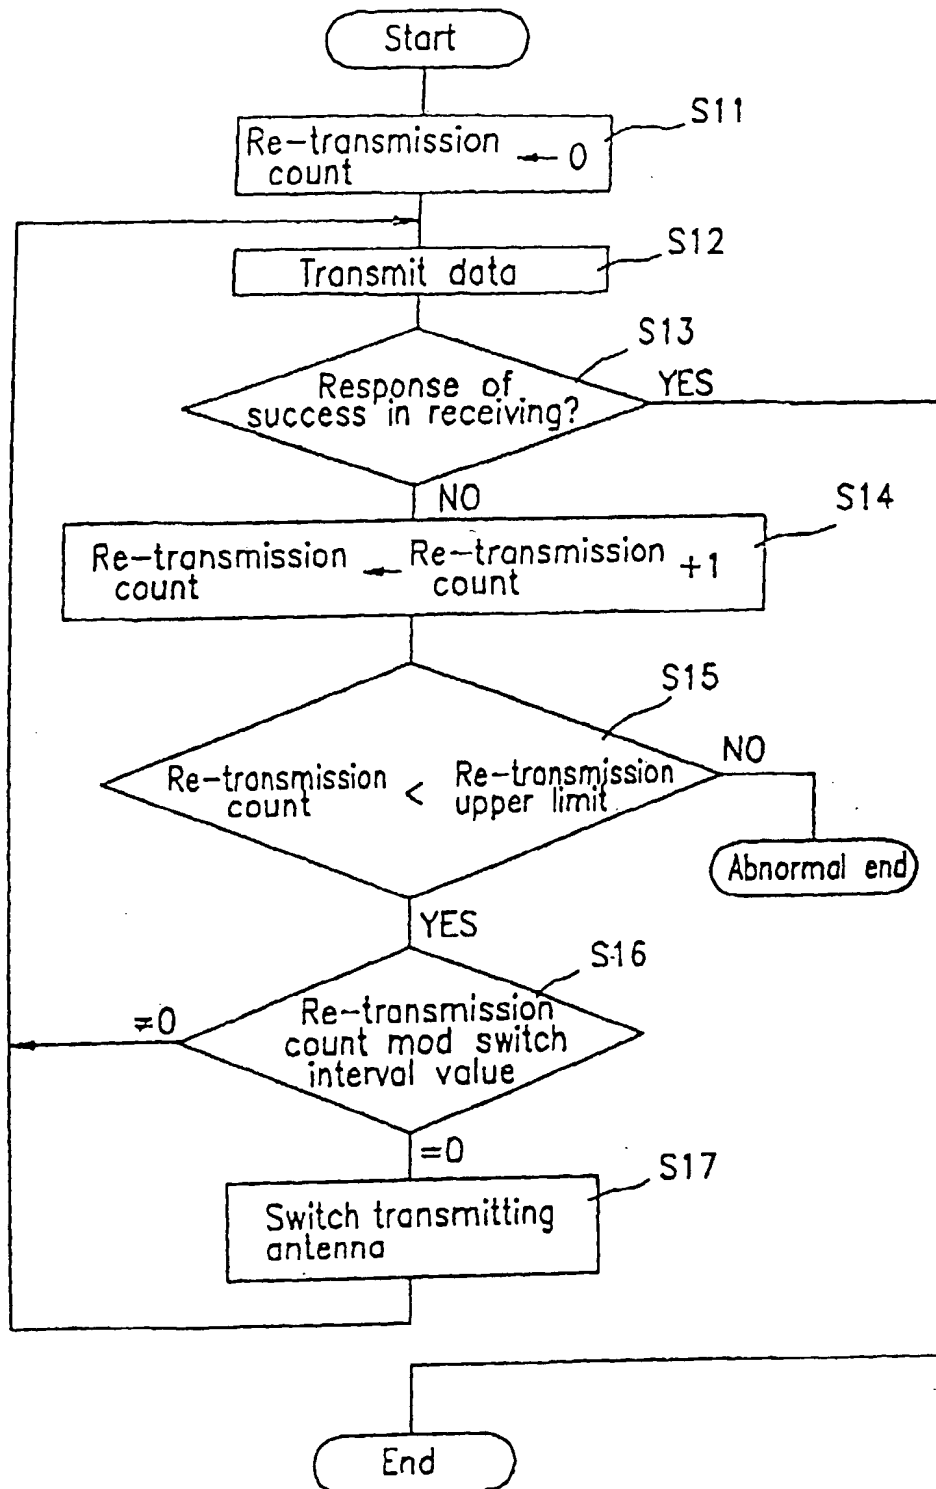 Start
S11
Re-transmission
count ← 0
S12
Transmit data
S13
Response of
success in receiving?
YES
NO
S14
Re-transmission
count ← Re-transmission
count +1
S15
Re-transmission
count < Re-transmission
upper limit
NO
Abnormal end
YES
S16
Re-transmission
count mod switch
interval value
≠0
=0
S17
Switch transmitting
antenna
End